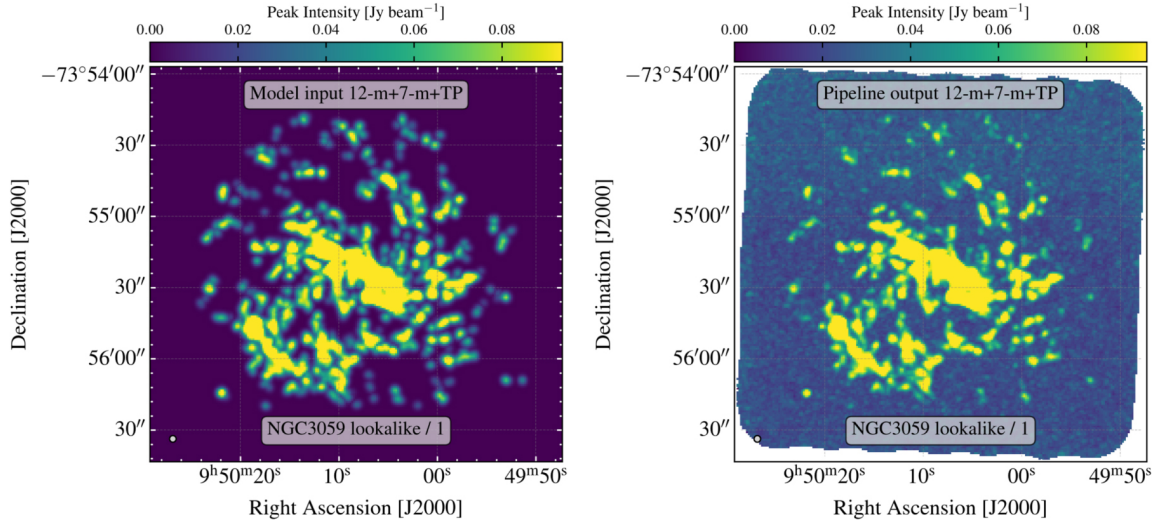 Peak Intensity [Jy beam⁻¹]
0.00 0.02 0.04 0.06 0.08
−73°54′00″
30″
55′00″
30″
56′00″
30″
Declination [J2000]
Model input 12-m+7-m+TP
NGC3059 lookalike / 1
9ʰ50ᵐ20ˢ 10ˢ 00ˢ 49ᵐ50ˢ
Right Ascension [J2000]
Peak Intensity [Jy beam⁻¹]
0.00 0.02 0.04 0.06 0.08
−73°54′00″
30″
55′00″
30″
56′00″
30″
Declination [J2000]
Pipeline output 12-m+7-m+TP
NGC3059 lookalike / 1
9ʰ50ᵐ20ˢ 10ˢ 00ˢ 49ᵐ50ˢ
Right Ascension [J2000]